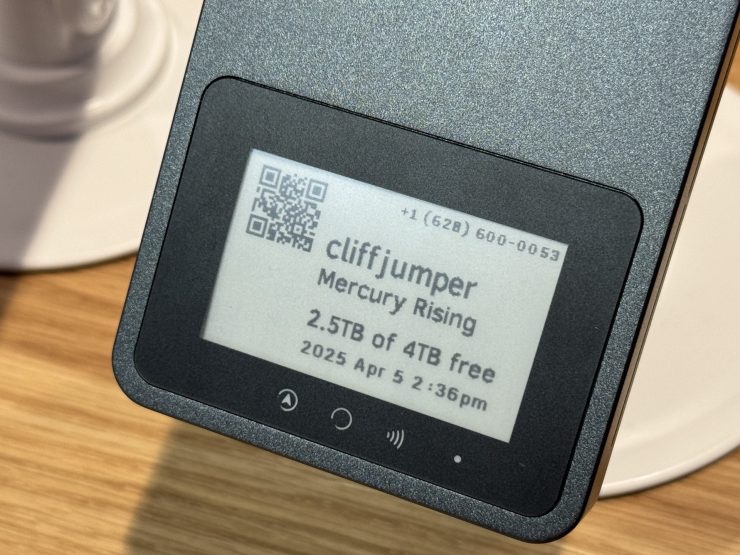 +1 (628) 600-0053
cliffjumper
Mercury Rising
2.5TB of 4TB free
2025 Apr 5 2:36pm